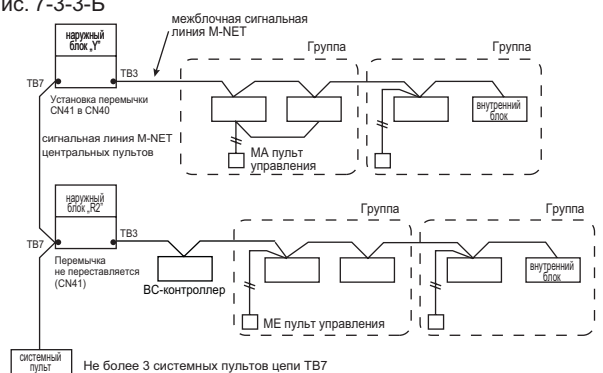 ис. 7-3-3-Б
межблочная сигнальная
линия M-NET
наружный
блок „Y"
Группа
Группа
TB7
TB3
Установка перемычки
CN41 в CN40
внутренний
блок
сигнальная линия M-NET
центральных пультов
МА пульт
управления
наружный
блок „R2"
Группа
Группа
TB7
TB3
Перемычка
не переставляется
(CN41)
BC-контроллер
внутренний
блок
МЕ пульт управления
системный
пульт
Не более 3 системных пультов цепи TB7